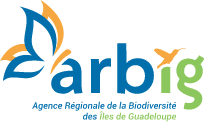 arbig
Agence Régionale de la Biodiversité
des Îles de Guadeloupe